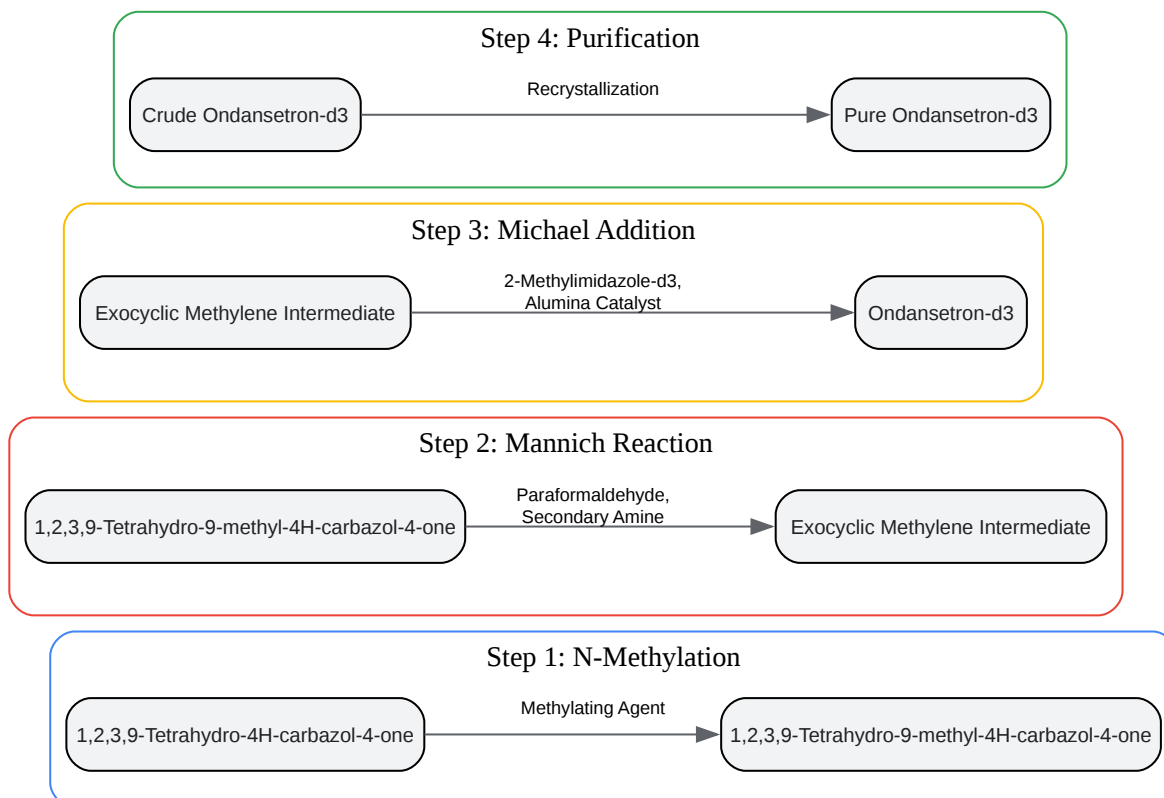 Step 4: Purification
Crude Ondansetron-d3
Recrystallization
Pure Ondansetron-d3
Step 3: Michael Addition
Exocyclic Methylene Intermediate
2-Methylimidazole-d3,
Alumina Catalyst
Ondansetron-d3
Step 2: Mannich Reaction
1,2,3,9-Tetrahydro-9-methyl-4H-carbazol-4-one
Paraformaldehyde,
Secondary Amine
Exocyclic Methylene Intermediate
Step 1: N-Methylation
1,2,3,9-Tetrahydro-4H-carbazol-4-one
Methylating Agent
1,2,3,9-Tetrahydro-9-methyl-4H-carbazol-4-one